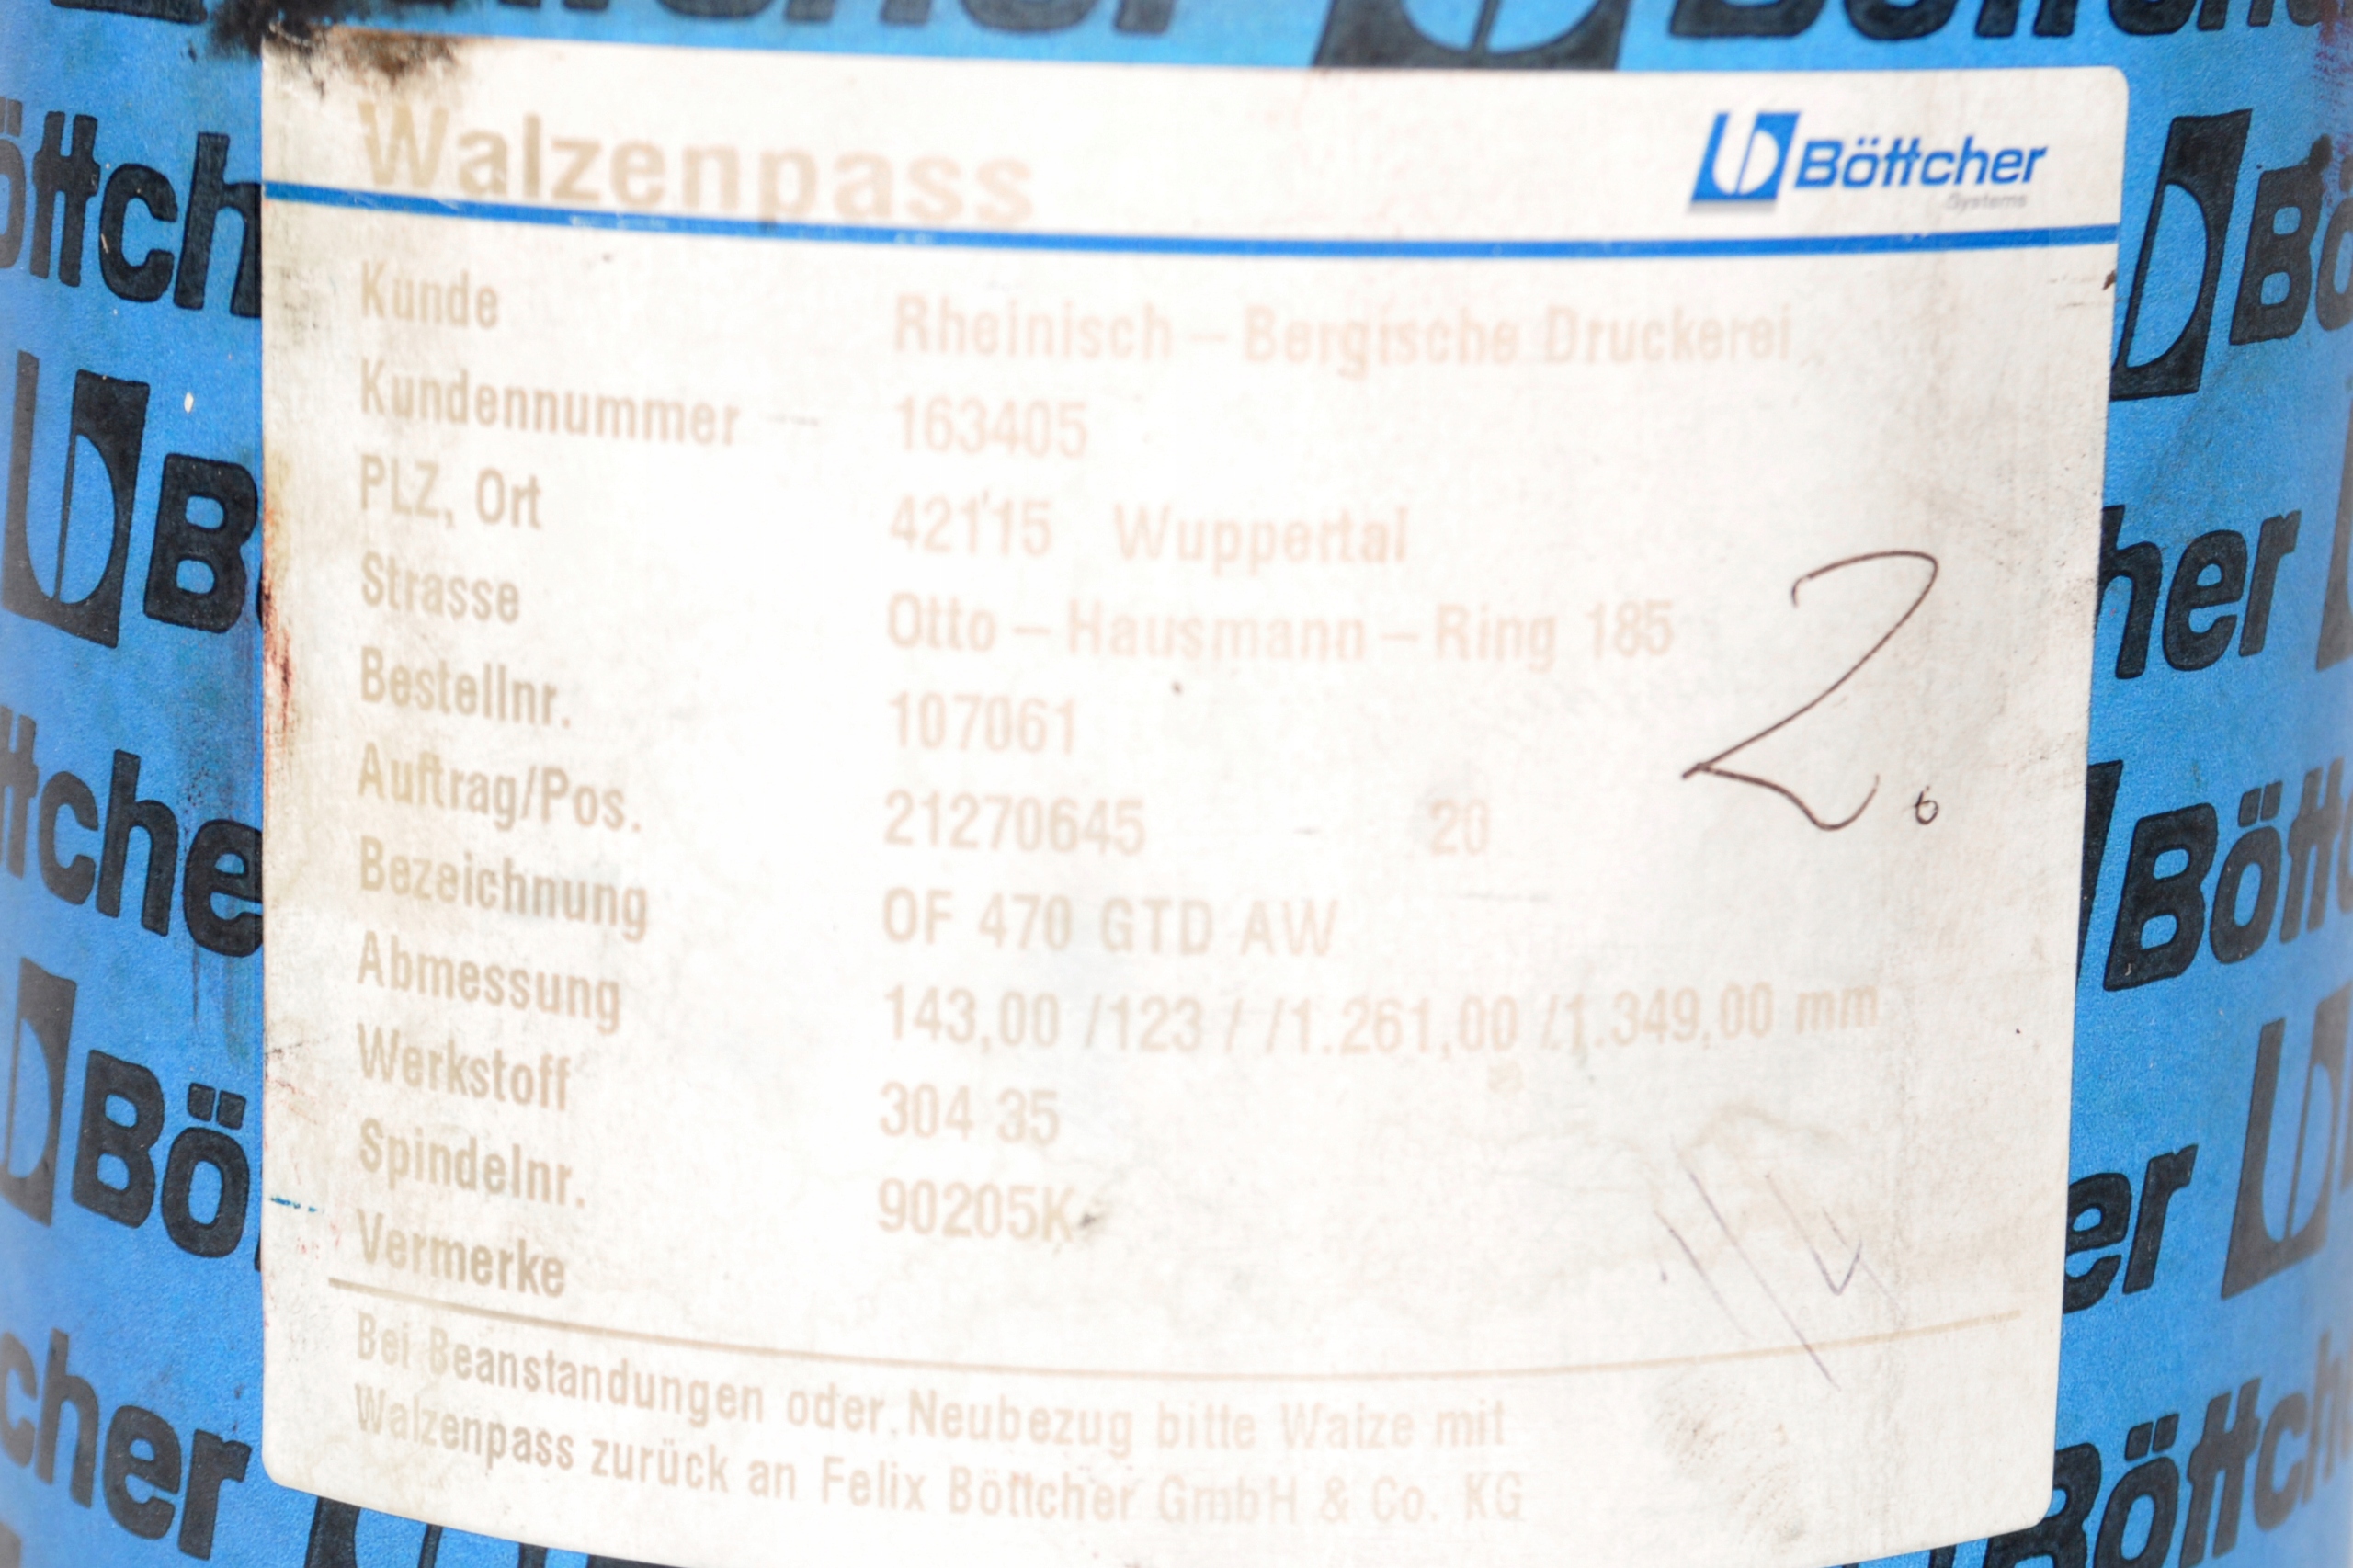 Walzenpass
Böttcher
Systems
Kunde Rheinisch – Bergische Druckerei
Kundennummer 163405
PLZ, Ort 42115 Wuppertal
Strasse Otto – Hausmann – Ring 185
Bestellnr. 107061
Auftrag/Pos. 21270645 - 20
Bezeichnung OF 470 GTD AW
Abmessung 143,00 /123 / /1.261,00 /1.349,00 mm
Werkstoff 304 35
Spindelnr. 90205K
Vermerke
2.
Bei Beanstandungen oder Neubezug bitte Walze mit
Walzenpass zurück an Felix Böttcher GmbH & Co. KG
Böttcher
Böttcher